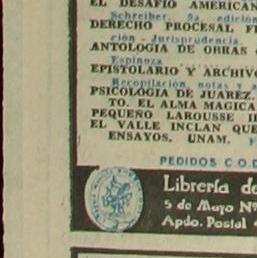 EL DESAFIO AMERICAN
Schreiber. 5a edición
DERECHO PROCESAL F
ción - Jurisprudencia.
ANTOLOGIA DE OBRAS
Espinoza
EPISTOLARIO Y ARCHIVO
Recopilación, notas y a
PSICOLOGIA DE JUAREZ.
TO. EL ALMA MAGICA
PEQUEÑO LAROUSSE II
EL VALLE INCLAN QUE
ENSAYOS. UNAM.
PEDIDOS C.O.D
Librería de
5 de Mayo Nº
Apdo. Postal